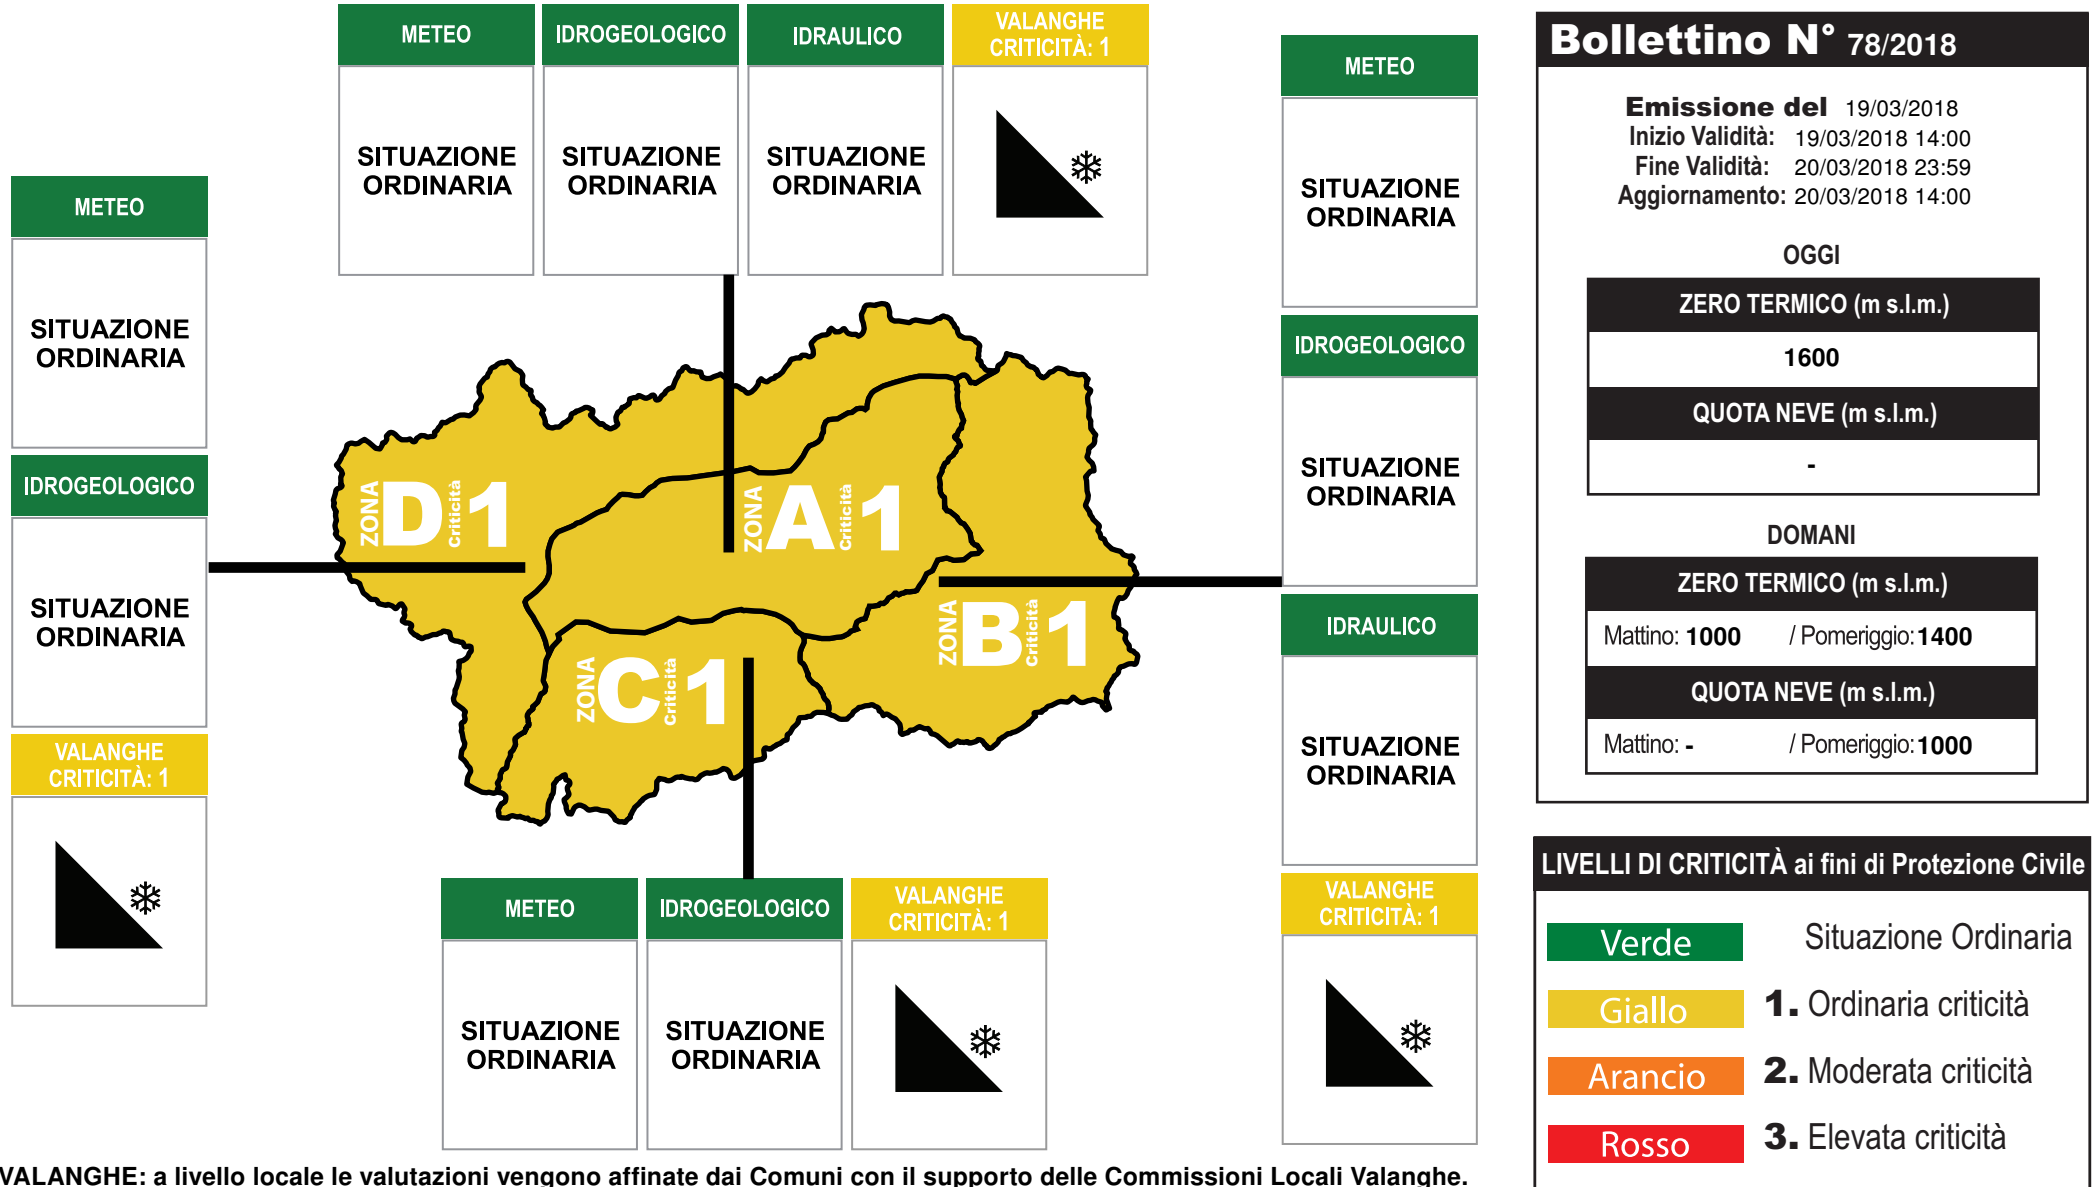 METEO
SITUAZIONE
ORDINARIA
IDROGEOLOGICO
SITUAZIONE
ORDINARIA
IDRAULICO
SITUAZIONE
ORDINARIA
VALANGHE
CRITICITÀ: 1
METEO
SITUAZIONE
ORDINARIA
IDROGEOLOGICO
SITUAZIONE
ORDINARIA
VALANGHE
CRITICITÀ: 1
ZONA D Criticità 1
ZONA A Criticità 1
ZONA B Criticità 1
ZONA C Criticità 1
METEO
SITUAZIONE
ORDINARIA
IDROGEOLOGICO
SITUAZIONE
ORDINARIA
VALANGHE
CRITICITÀ: 1
METEO
SITUAZIONE
ORDINARIA
IDROGEOLOGICO
SITUAZIONE
ORDINARIA
IDRAULICO
SITUAZIONE
ORDINARIA
VALANGHE
CRITICITÀ: 1
VALANGHE: a livello locale le valutazioni vengono affinate dai Comuni con il supporto delle Commissioni Locali Valanghe.
Bollettino N° 78/2018
Emissione del 19/03/2018
Inizio Validità: 19/03/2018 14:00
Fine Validità: 20/03/2018 23:59
Aggiornamento: 20/03/2018 14:00
OGGI
ZERO TERMICO (m s.l.m.)
1600
QUOTA NEVE (m s.l.m.)
-
DOMANI
ZERO TERMICO (m s.l.m.)
Mattino: 1000 / Pomeriggio: 1400
QUOTA NEVE (m s.l.m.)
Mattino: - / Pomeriggio: 1000
LIVELLI DI CRITICITÀ ai fini di Protezione Civile
Verde Situazione Ordinaria
Giallo 1. Ordinaria criticità
Arancio 2. Moderata criticità
Rosso 3. Elevata criticità